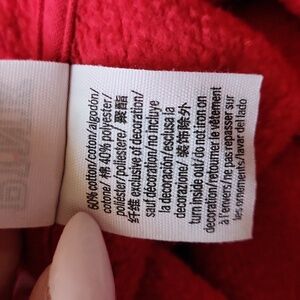 60% cotton/coton/algodón/
cotone/ 棉 40% polyester/
poliéster/poliestere/ 聚酯
纤维 exclusive of decoration/
sauf décoration/no incluye
la decoración/esclusa la
decorazione/ 装饰除外
turn inside out/ do not iron on
decoration/retourner le vêtement
à l'envers/ne pas repasser sur
les ornements/lavar del lado